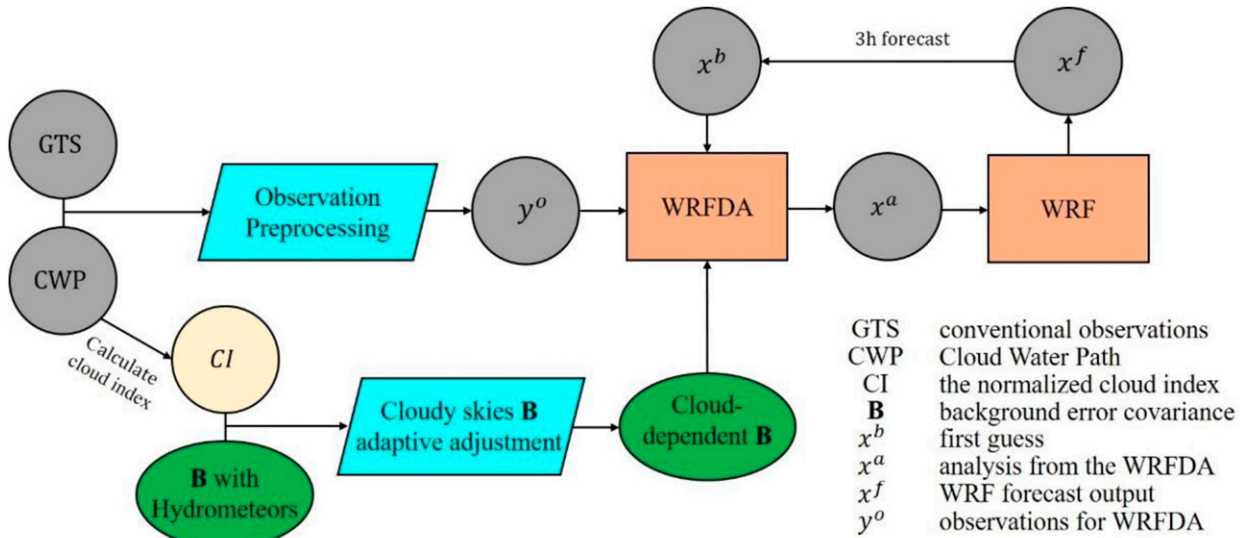 3h forecast
x^b
x^f
GTS
Observation
Preprocessing
y^o
WRFDA
x^a
WRF
CWP
Calculate
cloud index
CI
Cloudy skies B
adaptive adjustment
Cloud-
dependent B
B with
Hydrometeors
GTS conventional observations
CWP Cloud Water Path
CI the normalized cloud index
B background error covariance
x^b first guess
x^a analysis from the WRFDA
x^f WRF forecast output
y^o observations for WRFDA